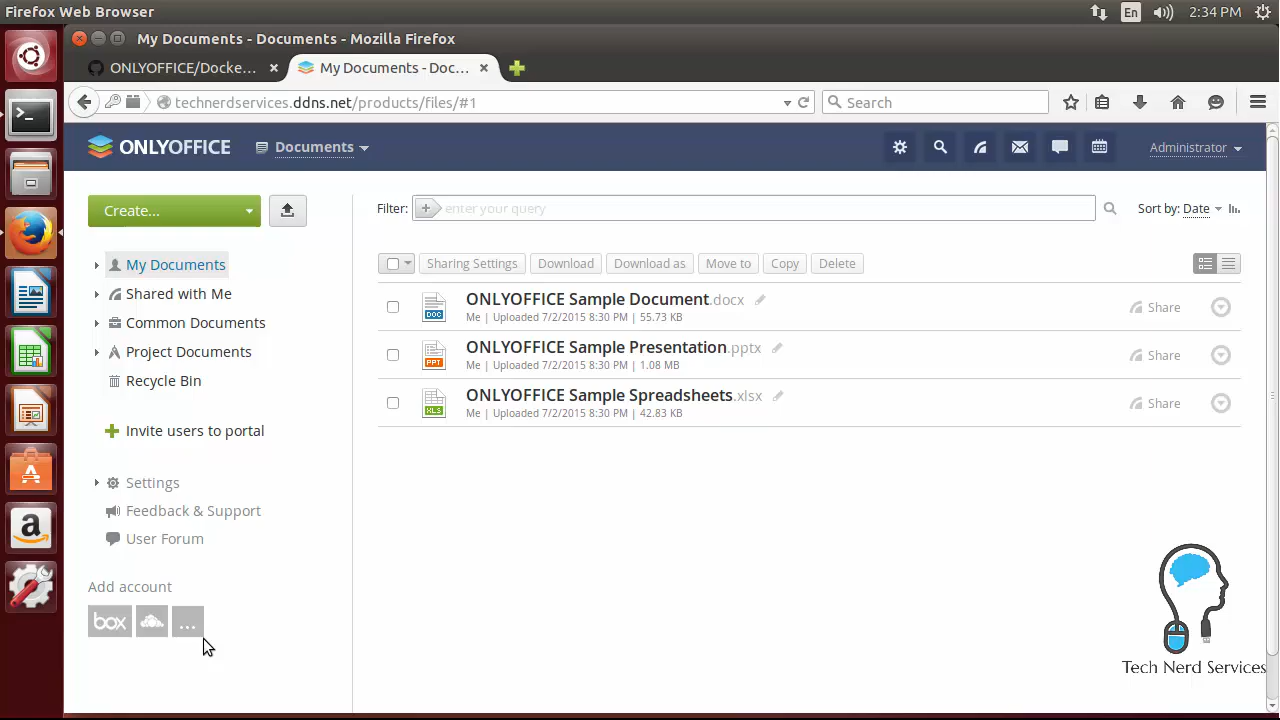 Firefox Web Browser
En
2:34 PM
My Documents - Documents - Mozilla Firefox
ONLYOFFICE/Docke...
My Documents - Doc...
technerdservices.ddns.net/products/files/#1
Search
ONLYOFFICE
Documents
Administrator
Create...
Filter:
enter your query
Sort by: Date
My Documents
Shared with Me
Common Documents
Project Documents
Recycle Bin
Invite users to portal
Settings
Feedback & Support
User Forum
Add account
box
...
Sharing Settings
Download
Download as
Move to
Copy
Delete
DOC
ONLYOFFICE Sample Document.docx
Me | Uploaded 7/2/2015 8:30 PM | 55.73 KB
Share
PPT
ONLYOFFICE Sample Presentation.pptx
Me | Uploaded 7/2/2015 8:30 PM | 1.08 MB
Share
XLS
ONLYOFFICE Sample Spreadsheets.xlsx
Me | Uploaded 7/2/2015 8:30 PM | 42.83 KB
Share
Tech Nerd Services